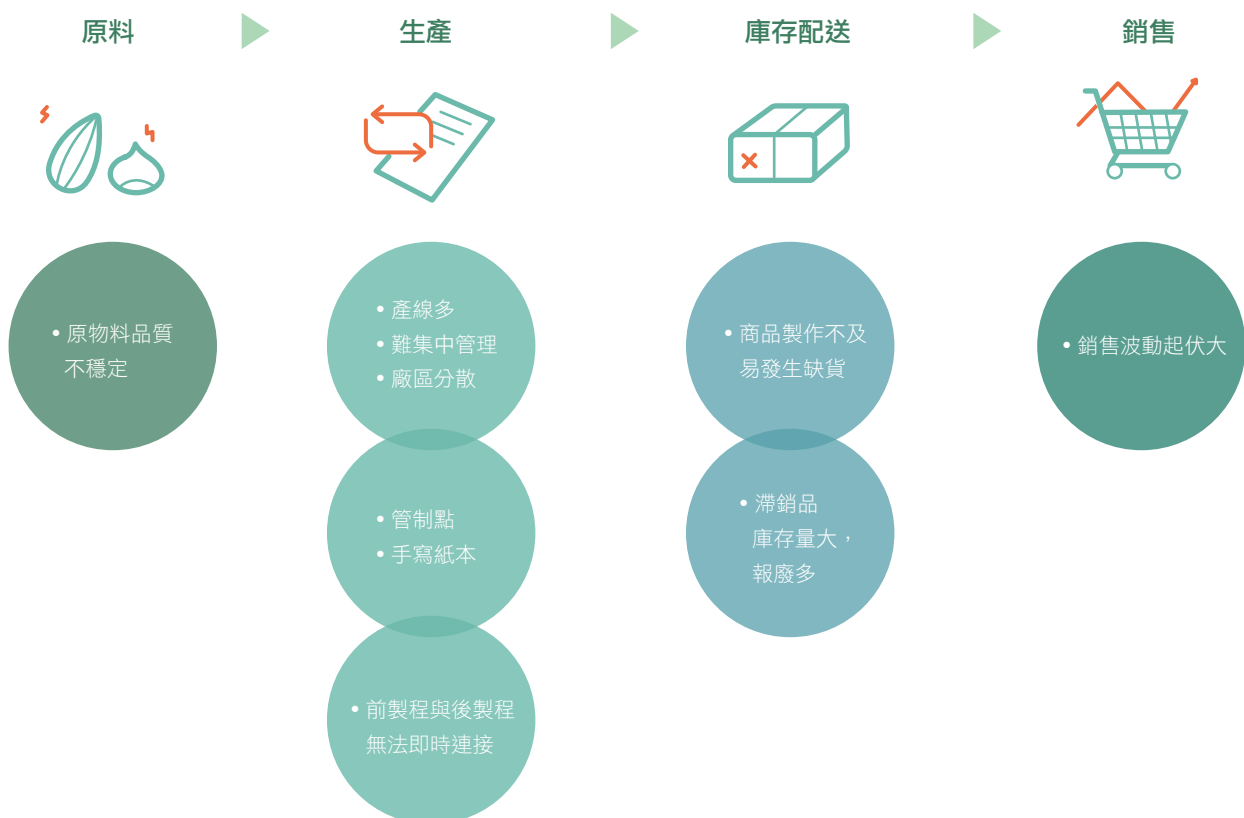 原料
生產
庫存配送
銷售
• 原物料品質
不穩定
• 產線多
• 難集中管理
• 廠區分散
• 管制點
• 手寫紙本
• 前製程與後製程
無法即時連接
• 商品製作不及
易發生缺貨
• 滯銷品
庫存量大，
報廢多
• 銷售波動起伏大